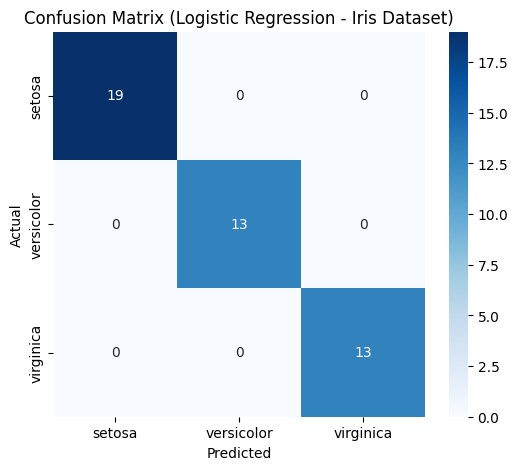 Confusion Matrix (Logistic Regression - Iris Dataset)
Actual
setosa
versicolor
virginica
19 0 0
0 13 0
0 0 13
setosa versicolor virginica
Predicted
17.5
15.0
12.5
10.0
7.5
5.0
2.5
0.0